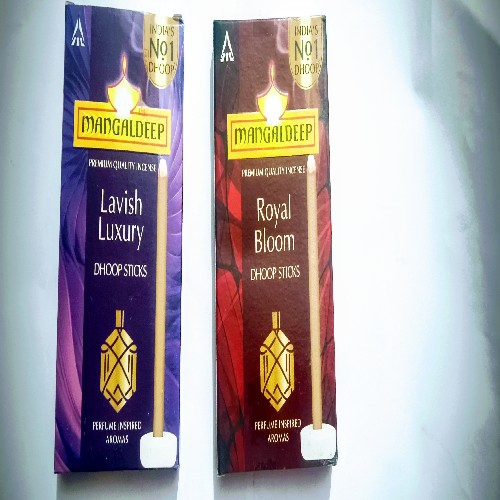 INDIA'S
No1
DHOOP
MANGALDEEP
PREMIUM QUALITY INCENSE
Lavish
Luxury
DHOOP STICKS
PERFUME INSPIRED
AROMAS
INDIA'S
No1
DHOOP
MANGALDEEP
PREMIUM QUALITY INCENSE
Royal
Bloom
DHOOP STICKS
PERFUME INSPIRED
AROMAS